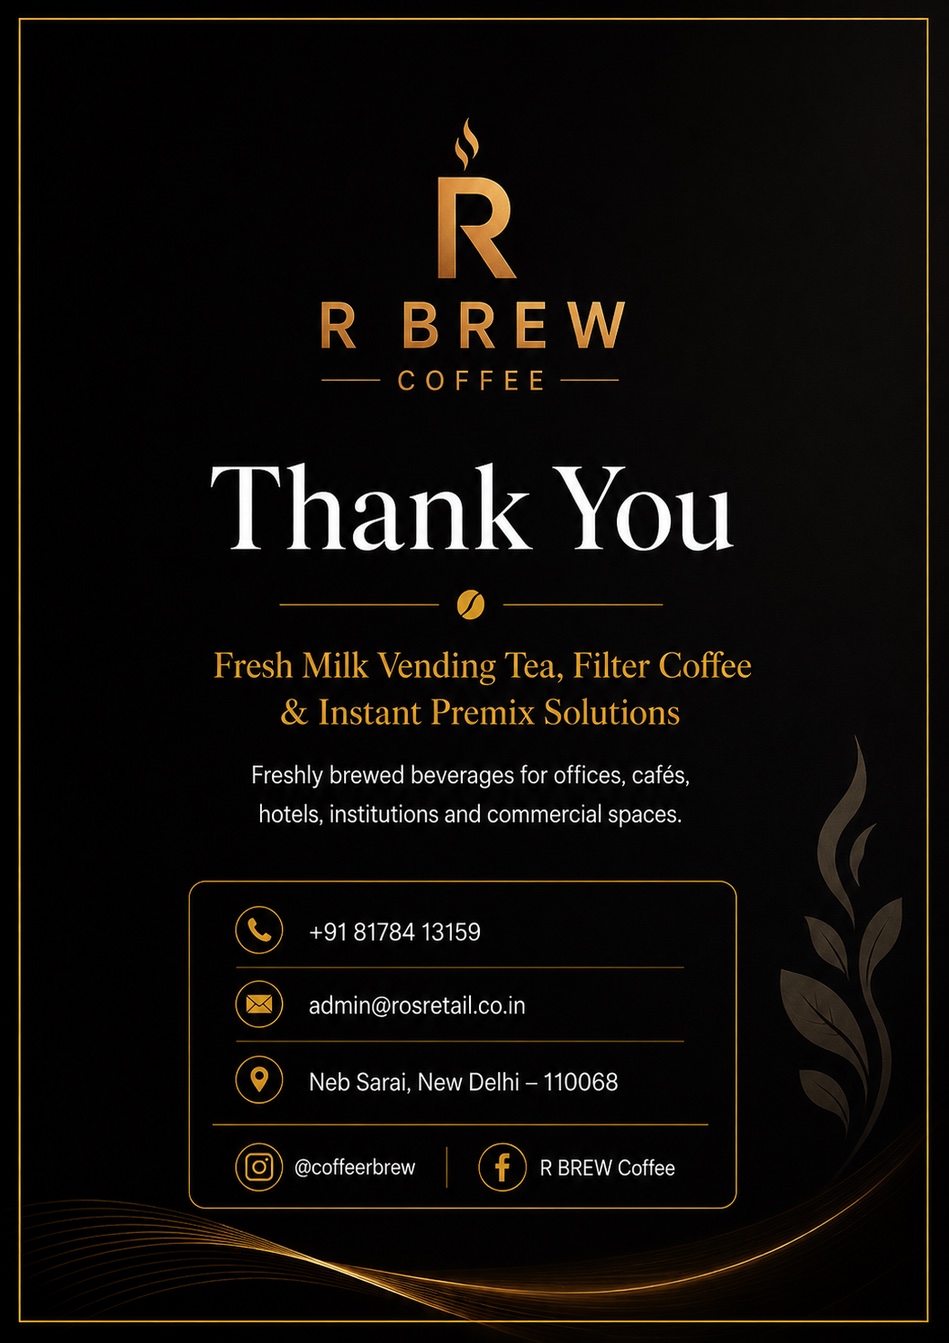 R
R BREW
COFFEE
Thank You
Fresh Milk Vending Tea, Filter Coffee
& Instant Premix Solutions
Freshly brewed beverages for offices, cafés,
hotels, institutions and commercial spaces.
+91 81784 13159
admin@rosretail.co.in
Neb Sarai, New Delhi – 110068
@coffeerbrew
R BREW Coffee